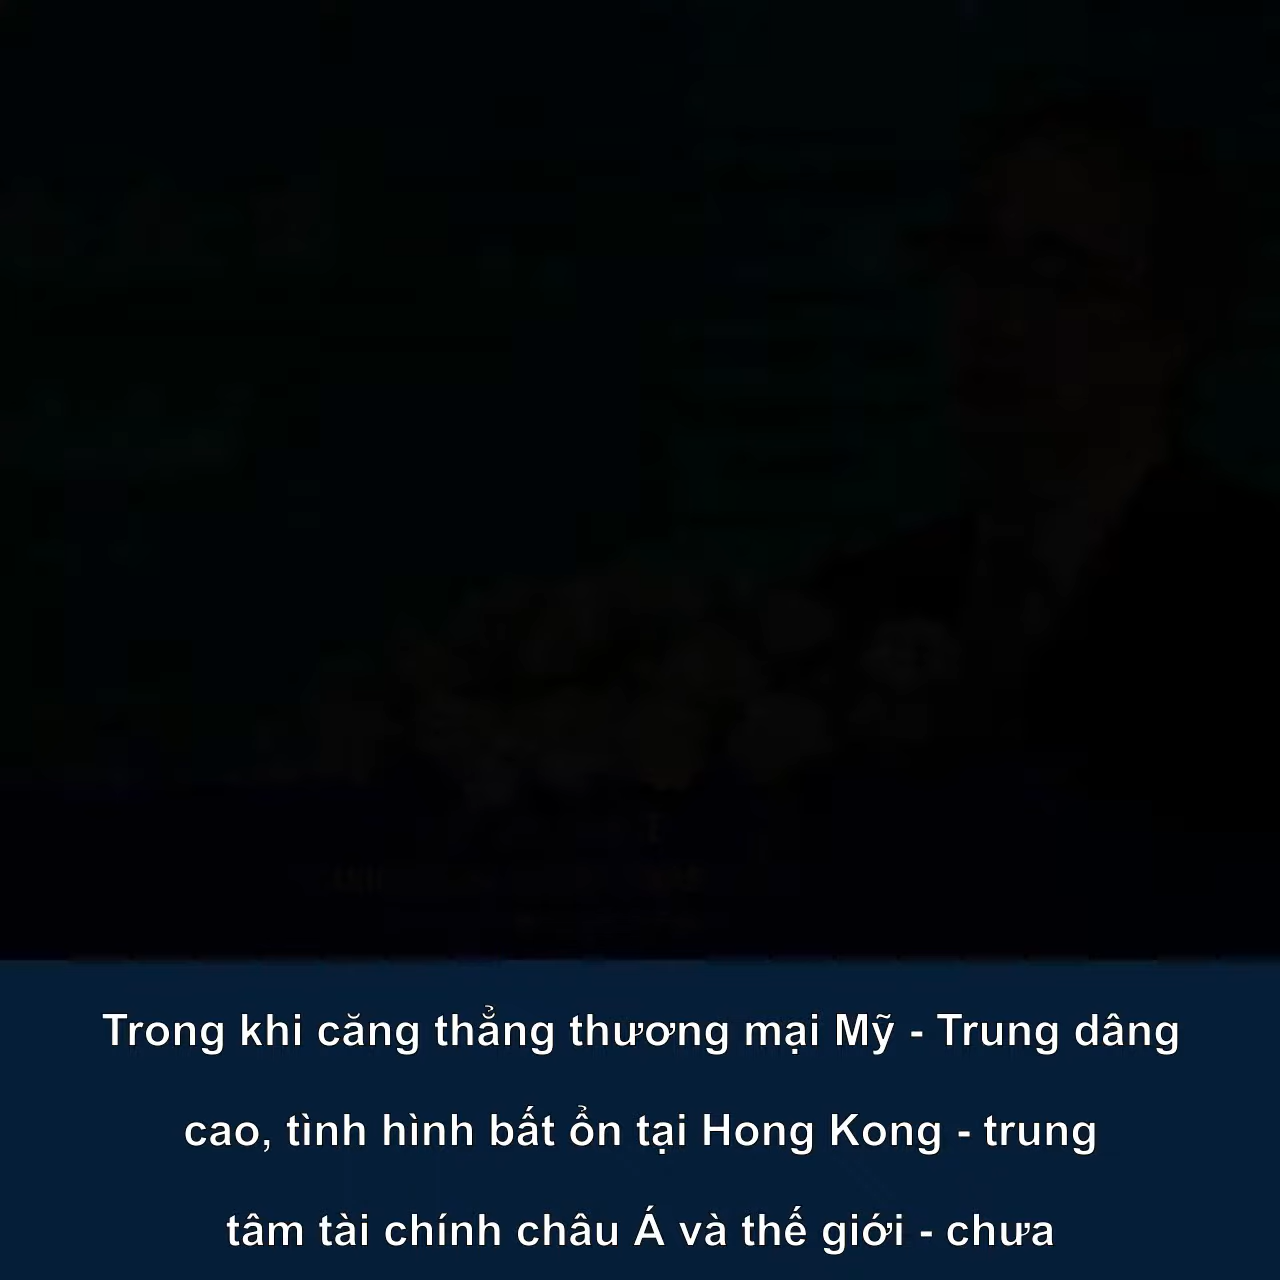 Trong khi căng thẳng thương mại Mỹ - Trung dâng
cao, tình hình bất ổn tại Hong Kong - trung
tâm tài chính châu Á và thế giới - chưa